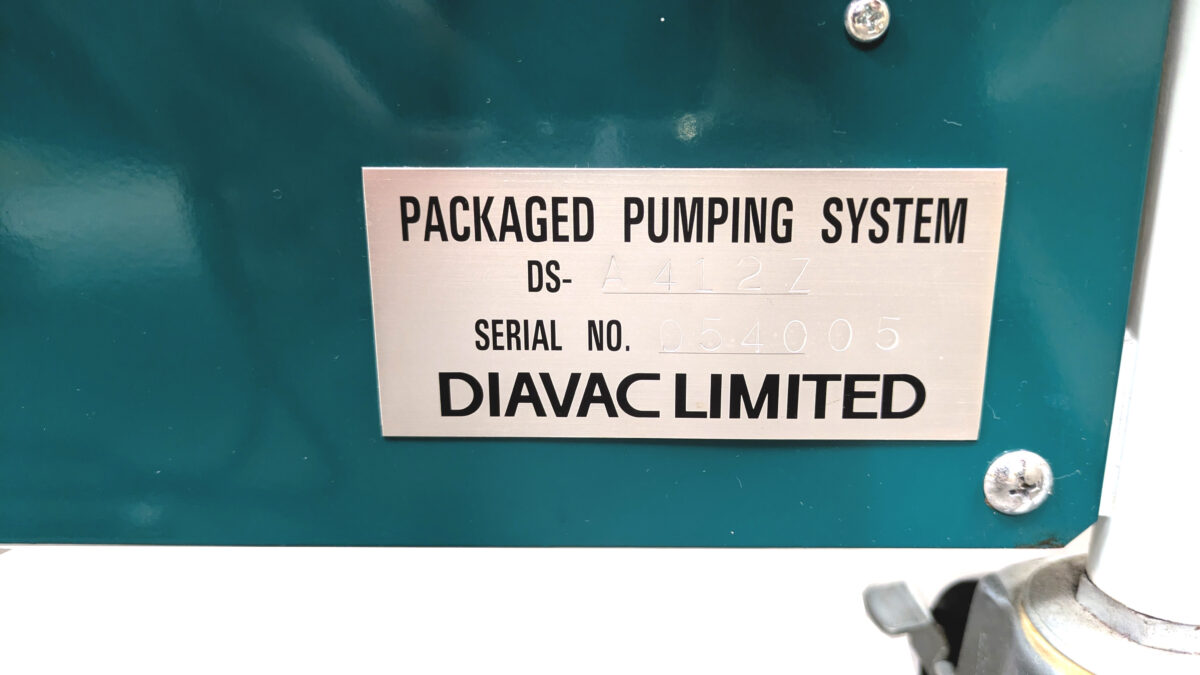 PACKAGED PUMPING SYSTEM
DS- A412Z
SERIAL NO. 054005
DIAVAC LIMITED